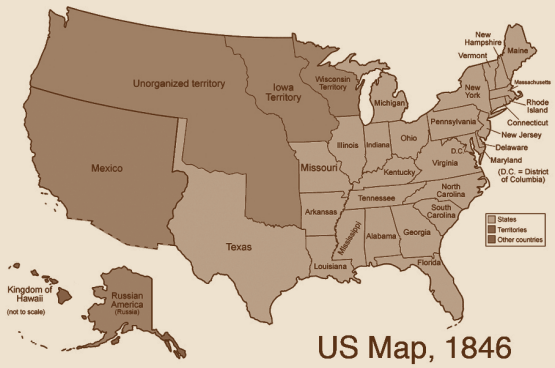 New
Hampshire
Vermont
Maine
Massachusetts
Unorganized territory
Iowa
Territory
Wisconsin
Territory
Michigan
New
York
Rhode
Island
Connecticut
Pennsylvania
New Jersey
Delaware
Maryland
(D.C. = District
of Columbia)
D.C.
Illinois
Indiana
Ohio
Mexico
Missouri
Kentucky
Virginia
North
Carolina
Tennessee
South
Carolina
Arkansas
Mississippi
Alabama
Georgia
Texas
Louisiana
Florida
States
Territories
Other countries
Kingdom of
Hawaii
(not to scale)
Russian
America
(Russia)
US Map, 1846